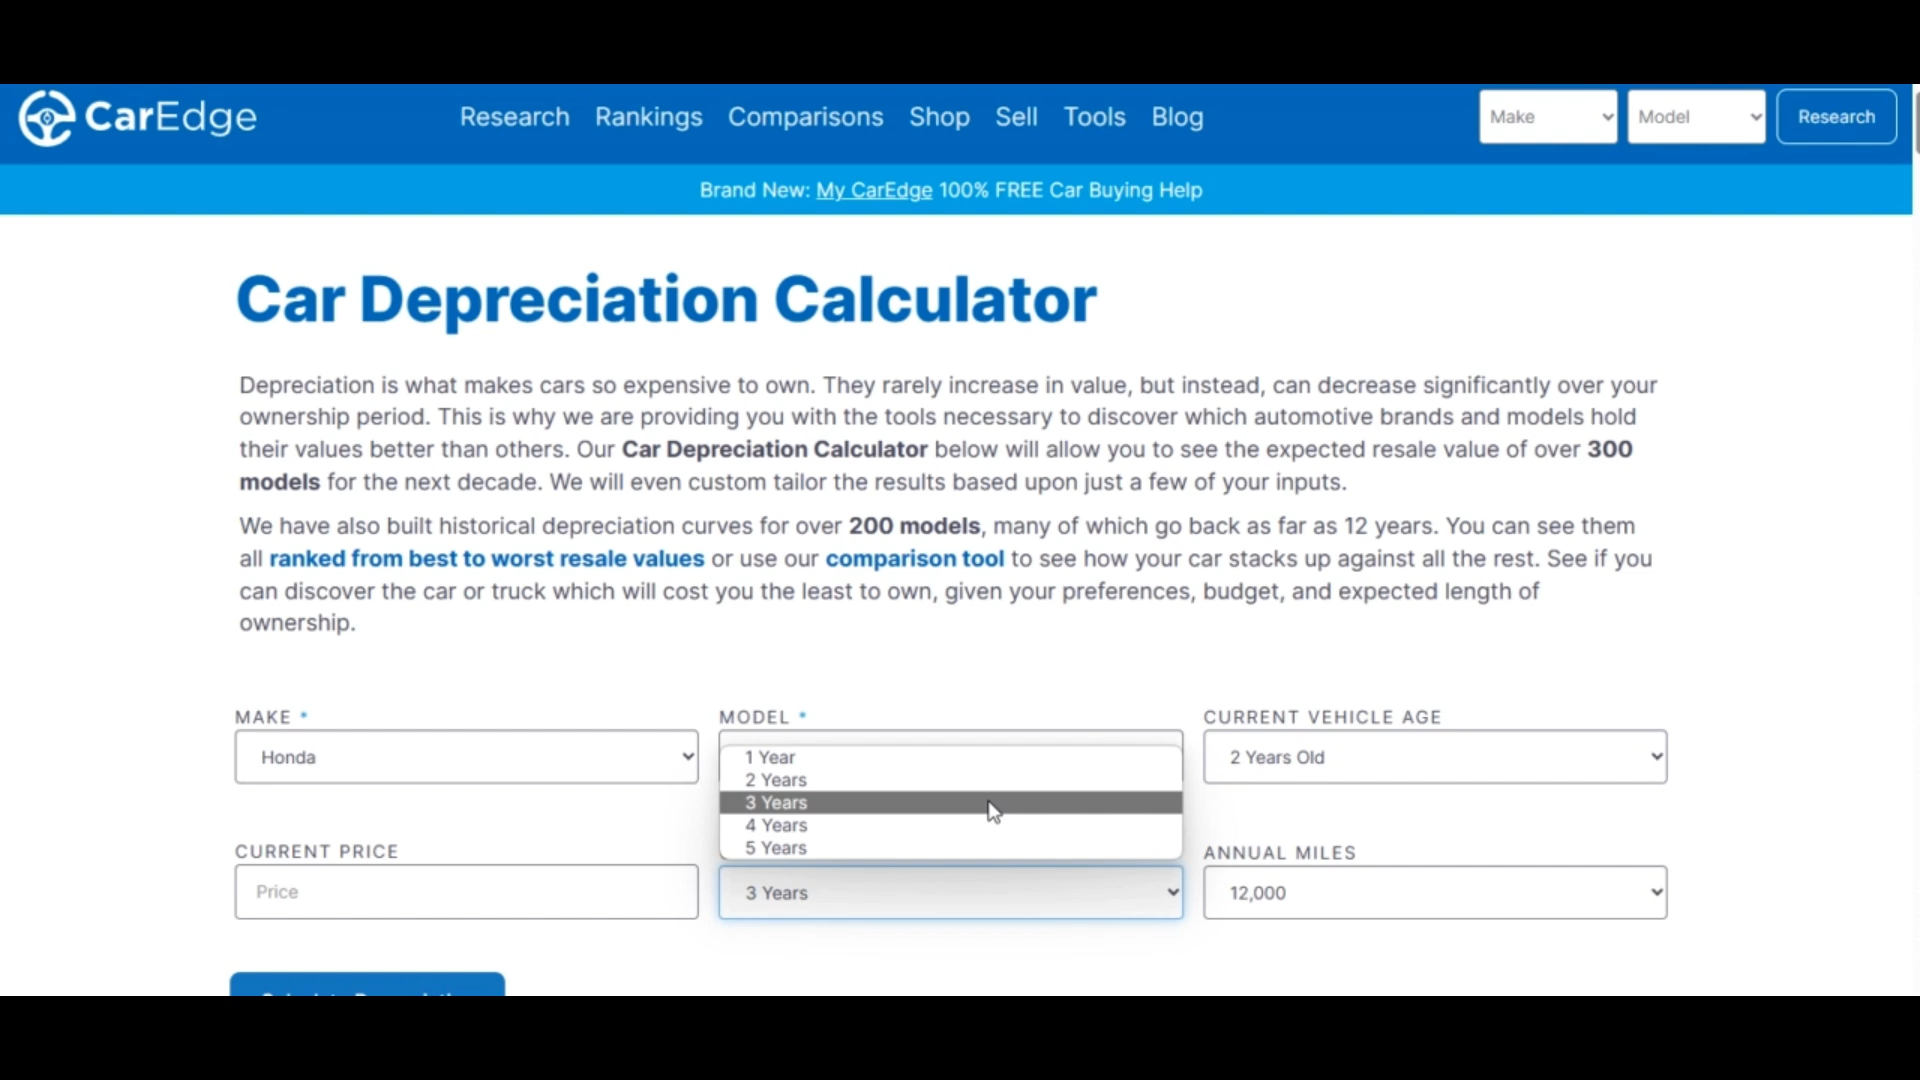 CarEdge
Research Rankings Comparisons Shop Sell Tools Blog
Make Model Research
Brand New: My CarEdge 100% FREE Car Buying Help
Car Depreciation Calculator
Depreciation is what makes cars so expensive to own. They rarely increase in value, but instead, can decrease significantly over your
ownership period. This is why we are providing you with the tools necessary to discover which automotive brands and models hold
their values better than others. Our Car Depreciation Calculator below will allow you to see the expected resale value of over 300
models for the next decade. We will even custom tailor the results based upon just a few of your inputs.
We have also built historical depreciation curves for over 200 models, many of which go back as far as 12 years. You can see them
all ranked from best to worst resale values or use our comparison tool to see how your car stacks up against all the rest. See if you
can discover the car or truck which will cost you the least to own, given your preferences, budget, and expected length of
ownership.
MAKE *
Honda
MODEL *
1 Year
2 Years
3 Years
4 Years
5 Years
CURRENT VEHICLE AGE
2 Years Old
CURRENT PRICE
Price
3 Years
ANNUAL MILES
12,000